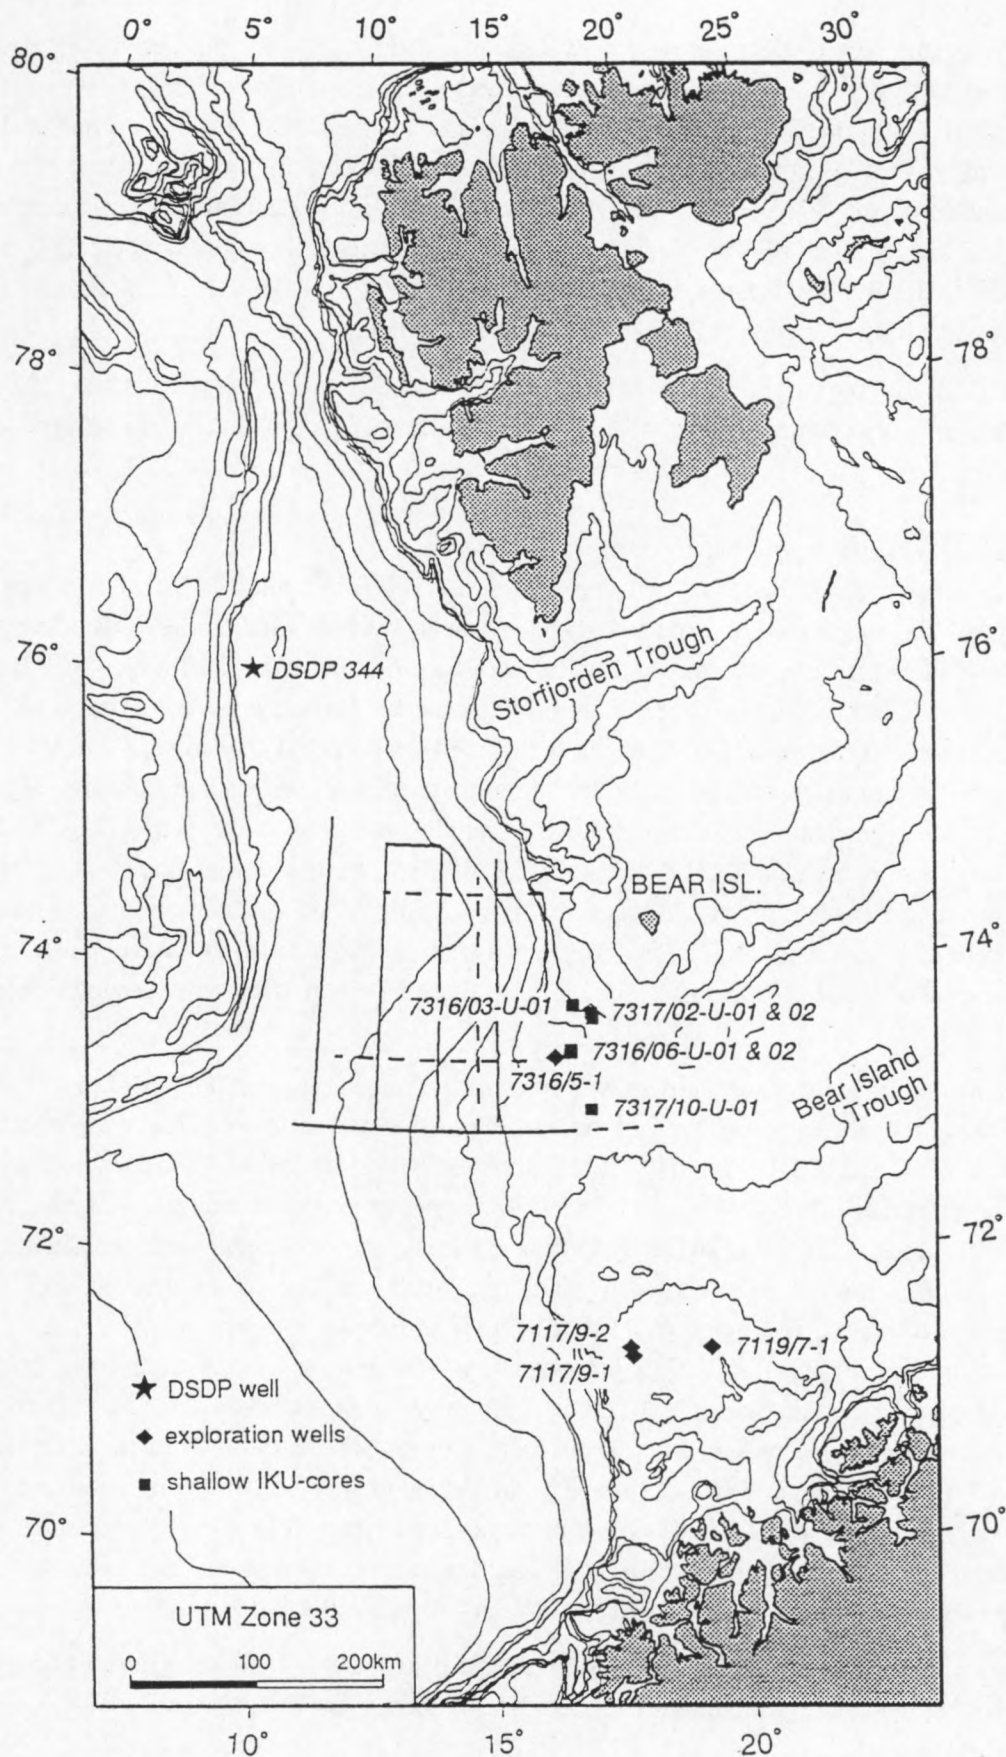 0° 5° 10° 15° 20° 25° 30°
80°
78° 78°
76° 76°
DSDP 344
Storfjorden Trough
BEAR ISL.
74° 74°
7316/03-U-01 7317/02-U-01 & 02
7316/06-U-01 & 02
7316/5-1
7317/10-U-01
Bear Island
Trough
72° 72°
7117/9-2 7119/7-1
7117/9-1
DSDP well
exploration wells
shallow IKU-cores
70° 70°
UTM Zone 33
0 100 200km
10° 15° 20°